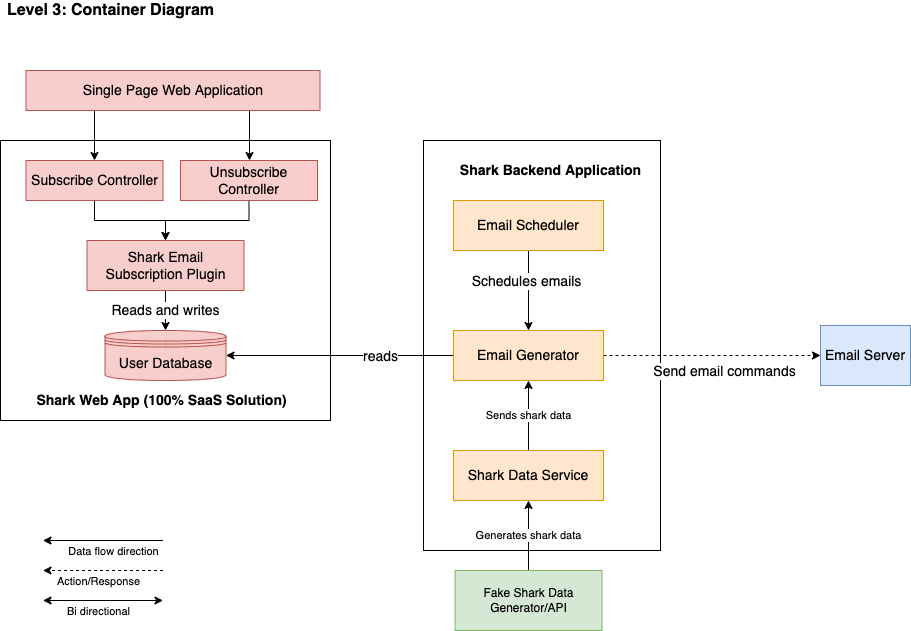 Level 3: Container Diagram
Single Page Web Application
Subscribe Controller
Unsubscribe
Controller
Shark Email
Subscription Plugin
Reads and writes
User Database
Shark Web App (100% SaaS Solution)
reads
Shark Backend Application
Email Scheduler
Schedules emails
Email Generator
Send email commands
Email Server
Sends shark data
Shark Data Service
Generates shark data
Fake Shark Data
Generator/API
Data flow direction
Action/Response
Bi directional